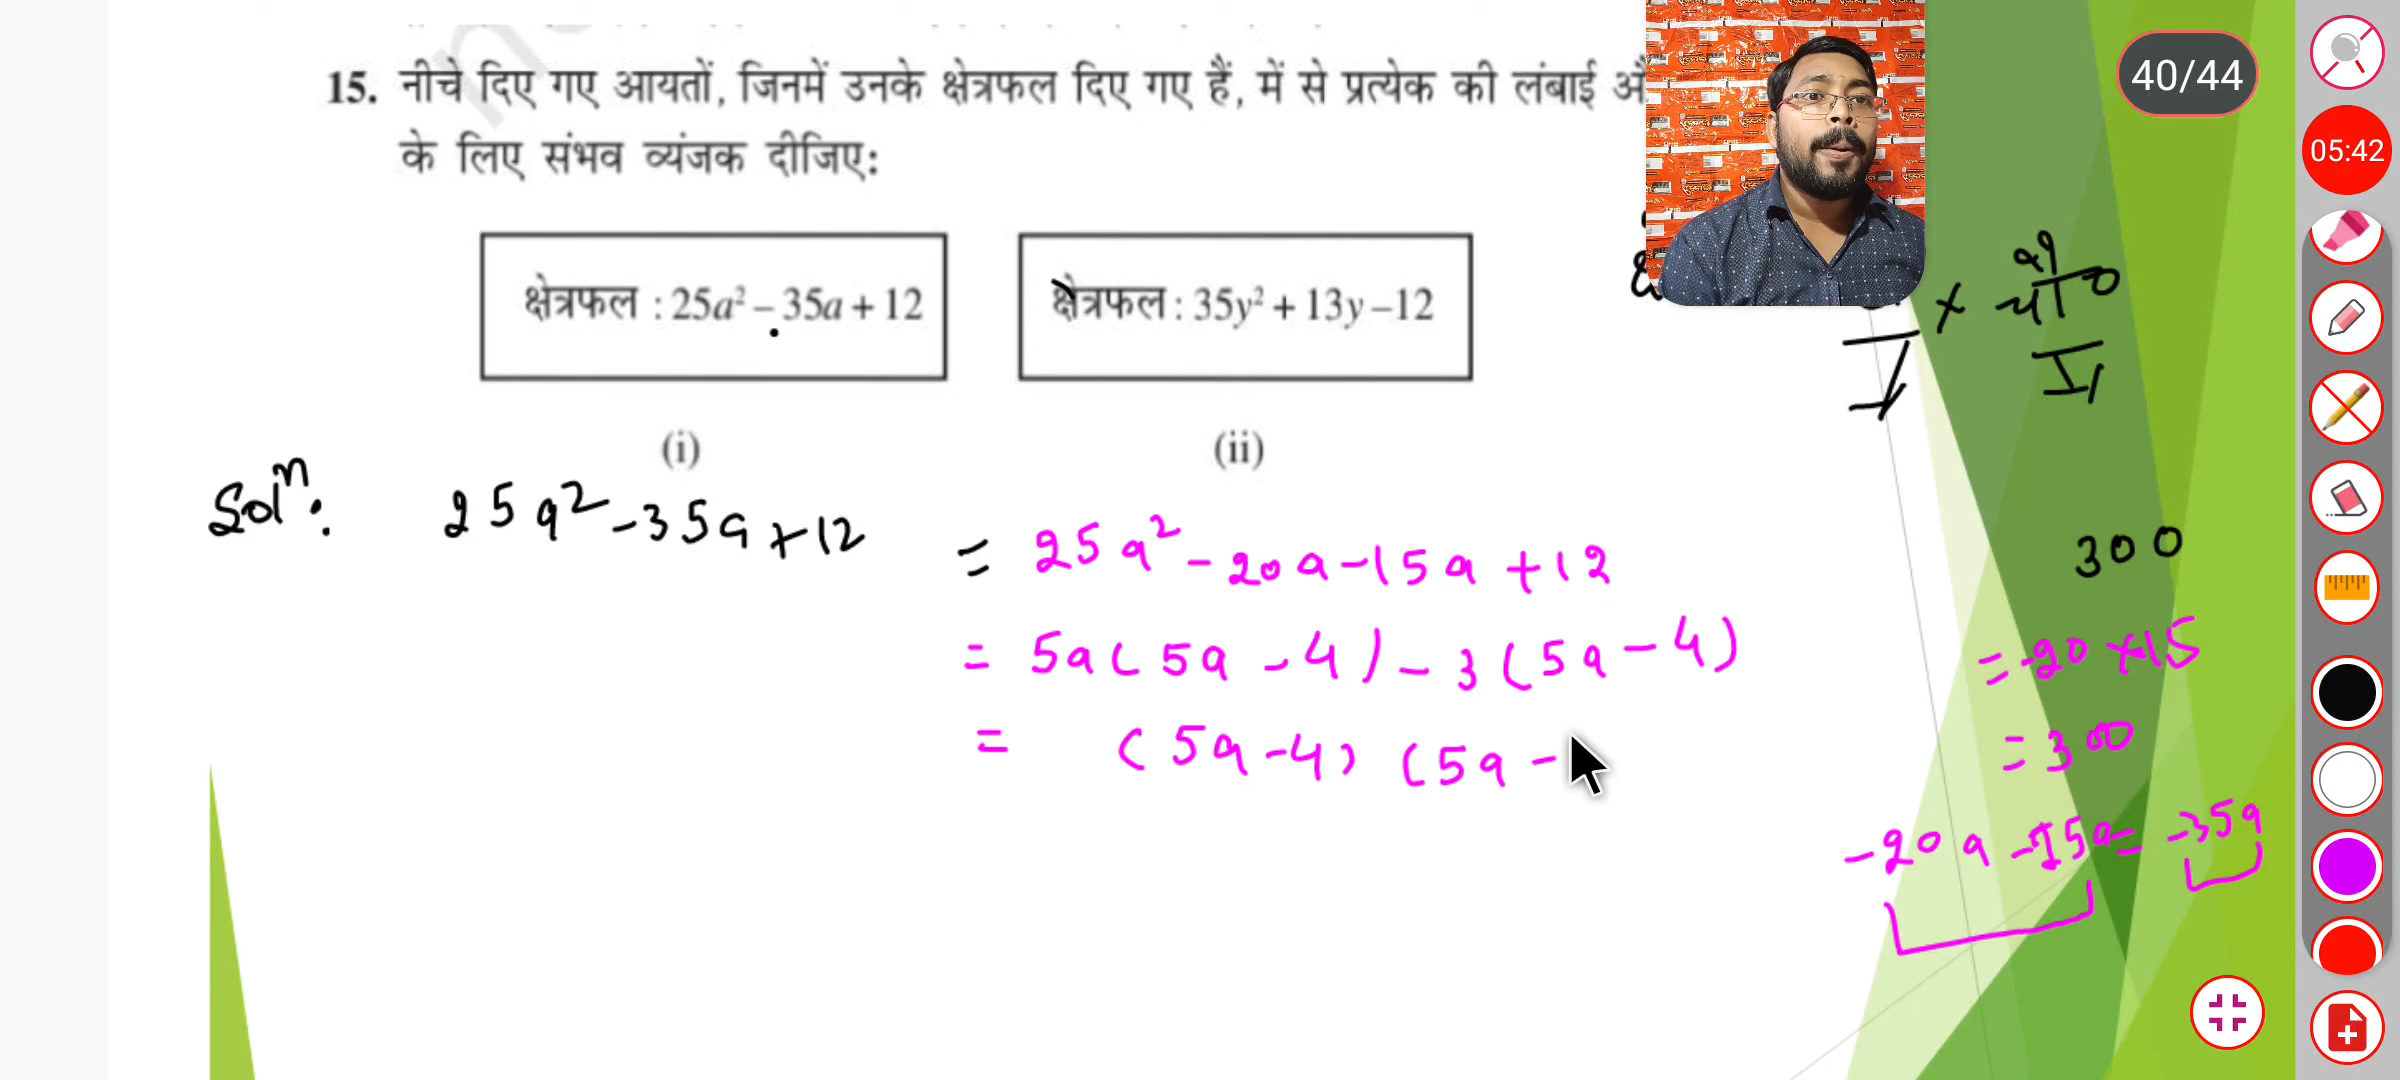 15. नीचे दिए गए आयतों, जिनमें उनके क्षेत्रफल दिए गए हैं, में से प्रत्येक की लंबाई
के लिए संभव व्यंजक दीजिए:
क्षेत्रफल : 25a² – 35a + 12
क्षेत्रफल : 35y² + 13y –12
(i)
(ii)
40/44
05:42
Solⁿ.
25a² -35a +12
= 25a² - 20a -15a +12
= 5a(5a - 4) - 3(5a - 4)
= (5a-4) (5a -
×
I
II
300
= -20 × -15
= 300
-20a -15a = -35a